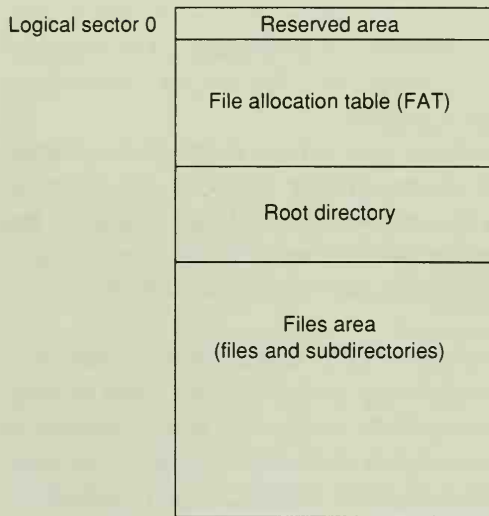 Logical sector 0
Reserved area
File allocation table (FAT)
Root directory
Files area
(files and subdirectories)